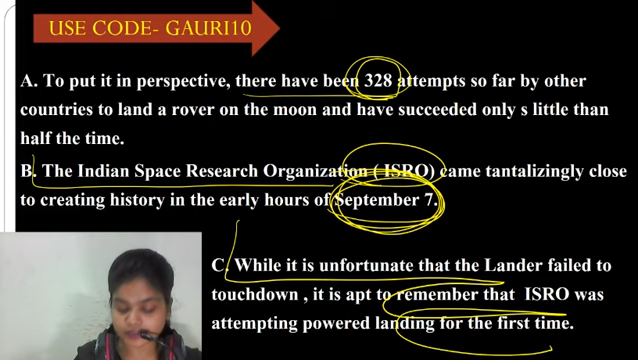 USE CODE- GAURI10
A. To put it in perspective, there have been 328 attempts so far by other
countries to land a rover on the moon and have succeeded only s little than
half the time.
B. The Indian Space Research Organization ( ISRO) came tantalizingly close
to creating history in the early hours of September 7.
C. While it is unfortunate that the Lander failed to
touchdown , it is apt to remember that ISRO was
attempting powered landing for the first time.